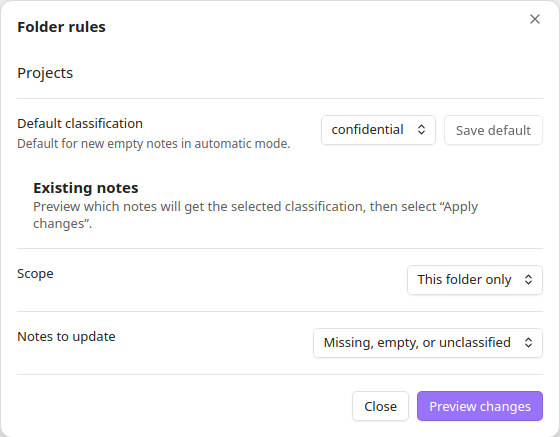 Folder rules
Projects
Default classification
confidential
Save default
Default for new empty notes in automatic mode.
Existing notes
Preview which notes will get the selected classification, then select “Apply
changes”.
Scope
This folder only
Notes to update
Missing, empty, or unclassified
Close
Preview changes